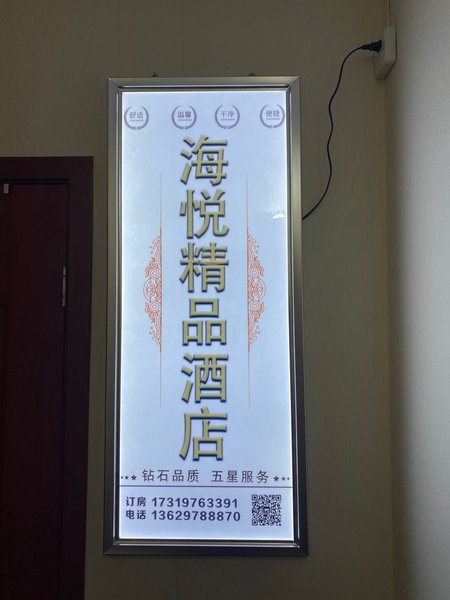 舒适 温馨 干净 便捷
海悦精品酒店
钻石品质 五星服务
订房 17319763391
电话 13629788870